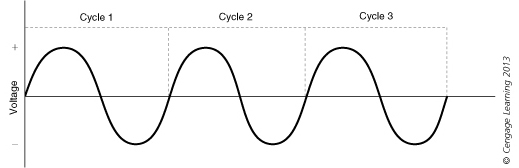 Cycle 1
Cycle 2
Cycle 3
+
Voltage
–
© Cengage Learning 2013